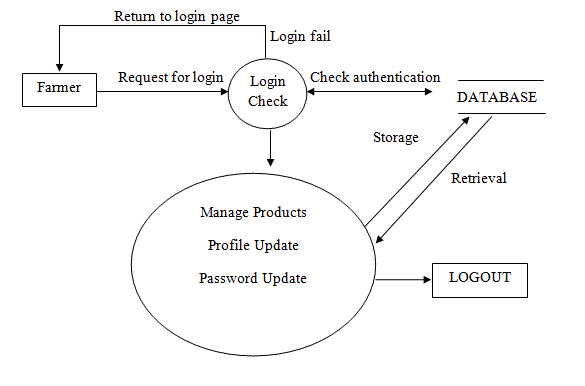 Return to login page
Login fail
Farmer
Request for login
Login
Check
Check authentication
DATABASE
Storage
Retrieval
Manage Products
Profile Update
Password Update
LOGOUT